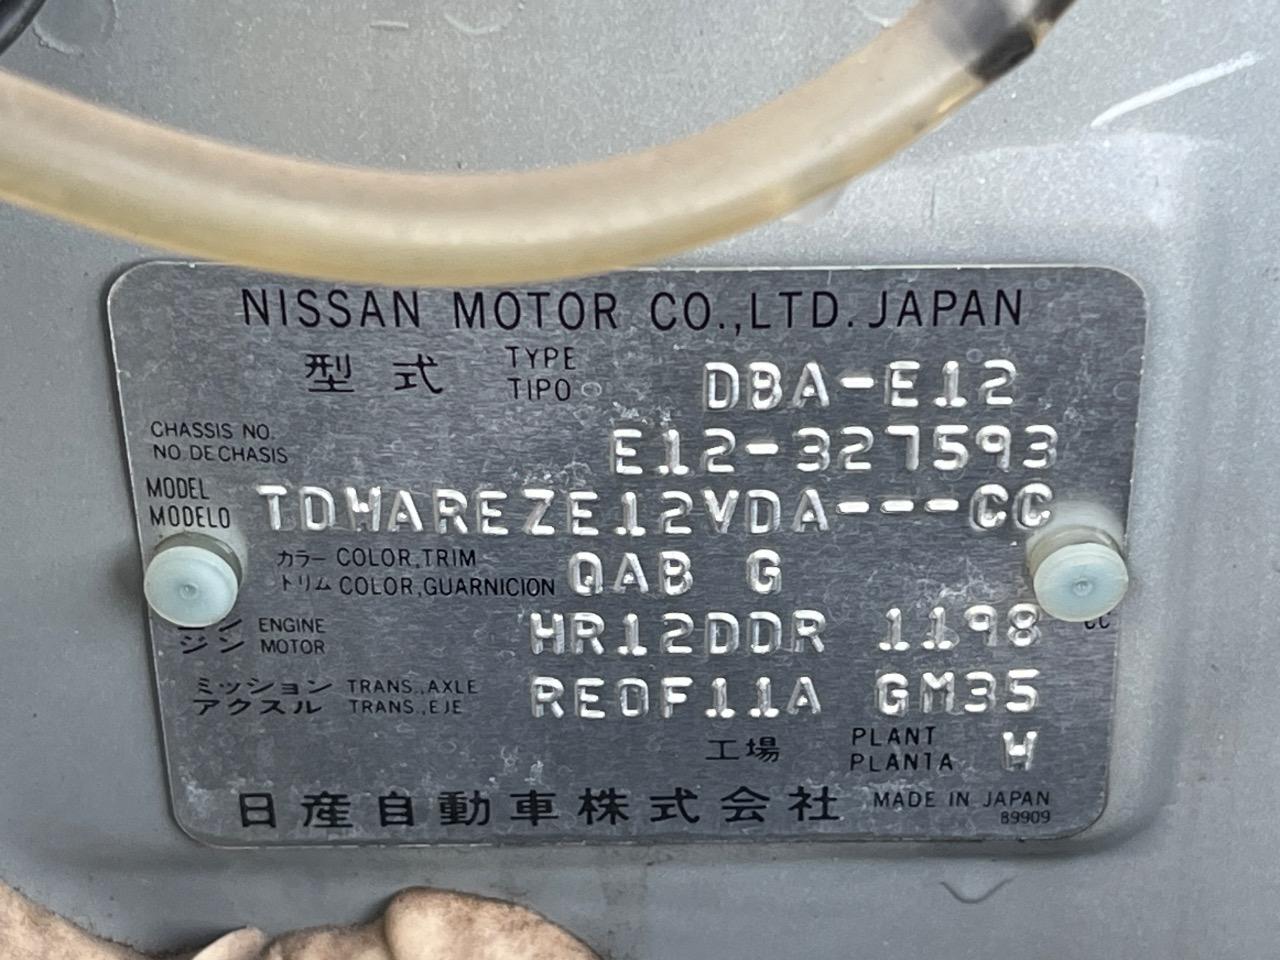 NISSAN MOTOR CO.,LTD. JAPAN
型式 TYPE TIPO DBA-E12
CHASSIS NO. NO. DE CHASIS E12-327593
MODEL MODELO TDWAREZE12VDA---CC
カラー COLOR,TRIM
トリム COLOR,GUARNICION QAB G
エン ENGINE
ジン MOTOR HR12DDR 1198 CC
ミッション TRANS.,AXLE
アクスル TRANS.,EJE RE0F11A GM35
工場 PLANT PLANTA W
日産自動車株式会社 MADE IN JAPAN
89909